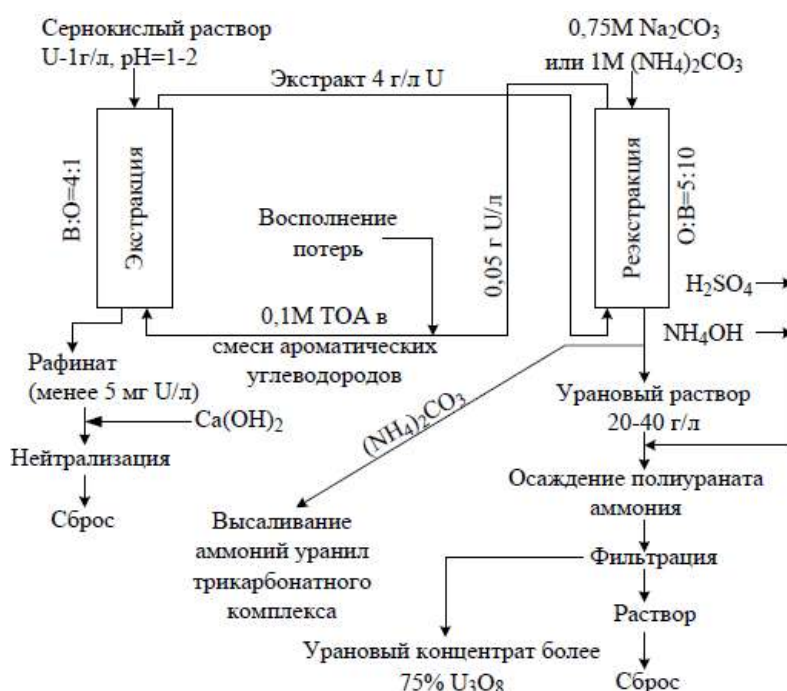 Сернокислый раствор
U-1г/л, pH=1-2
0,75М Na₂CO₃
или 1М (NH₄)₂CO₃
Экстракт 4 г/л U
В:О=4:1
Экстракция
Восполнение
потерь
0,05 г U/л
Реэкстракция
О:В=5:10
H₂SO₄
NH₄OH
0,1М ТОА в
смеси ароматических
углеводородов
Рафинат
(менее 5 мг U/л)
Ca(OH)₂
Нейтрализация
Сброс
(NH₄)₂CO₃
Высаливание
аммоний уранил
трикарбонатного
комплекса
Урановый раствор
20-40 г/л
Осаждение полиураната
аммония
Фильтрация
Раствор
Сброс
Урановый концентрат более
75% U₃O₈